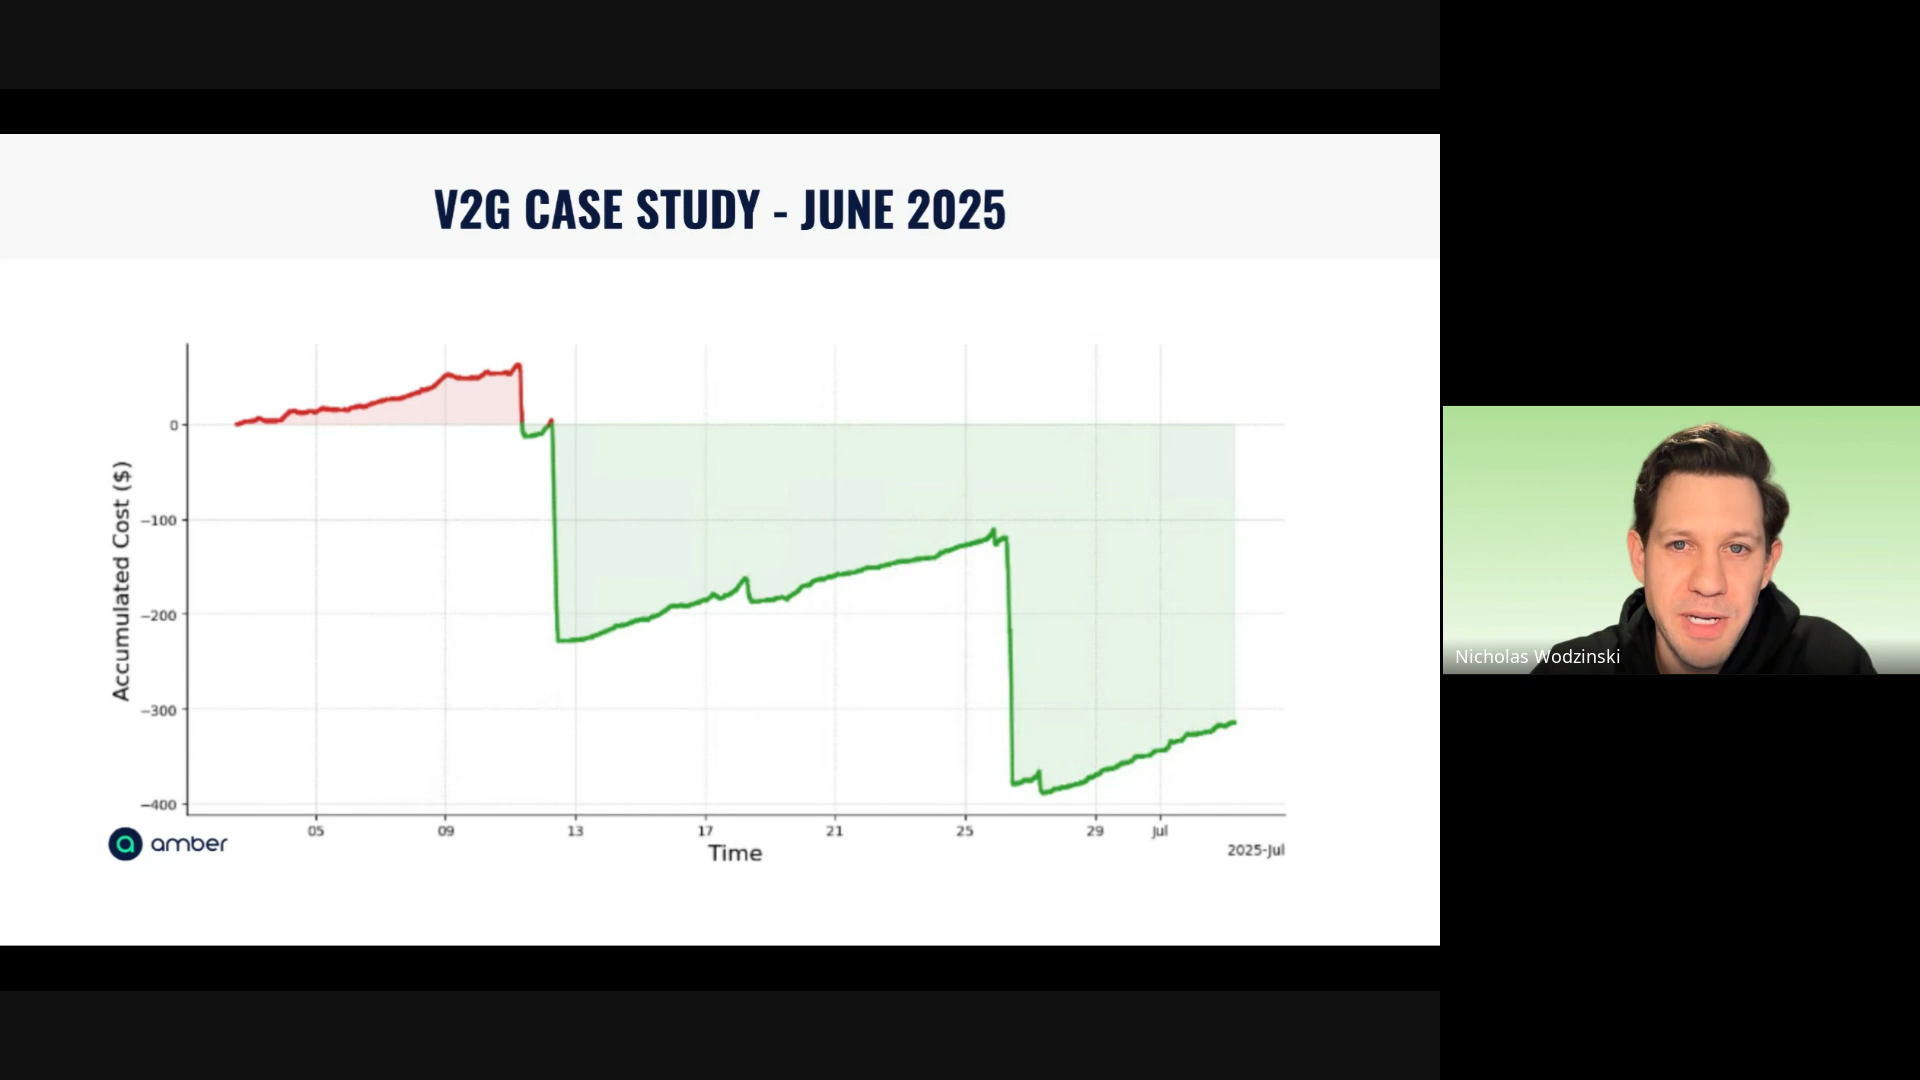 V2G CASE STUDY - JUNE 2025
Accumulated Cost ($)
0
−100
−200
−300
−400
05
09
13
17
21
25
29
Jul
Time
2025-Jul
amber
Nicholas Wodzinski